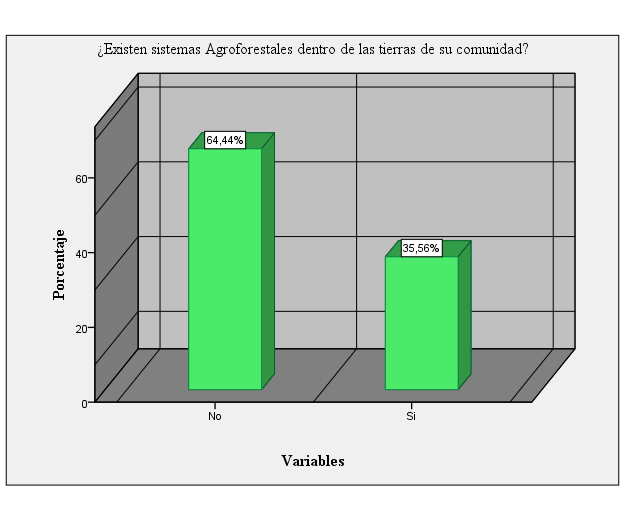 ¿Existen sistemas Agroforestales dentro de las tierras de su comunidad?
64,44%
35,56%
60
40
20
0
Porcentaje
No
Si
Variables